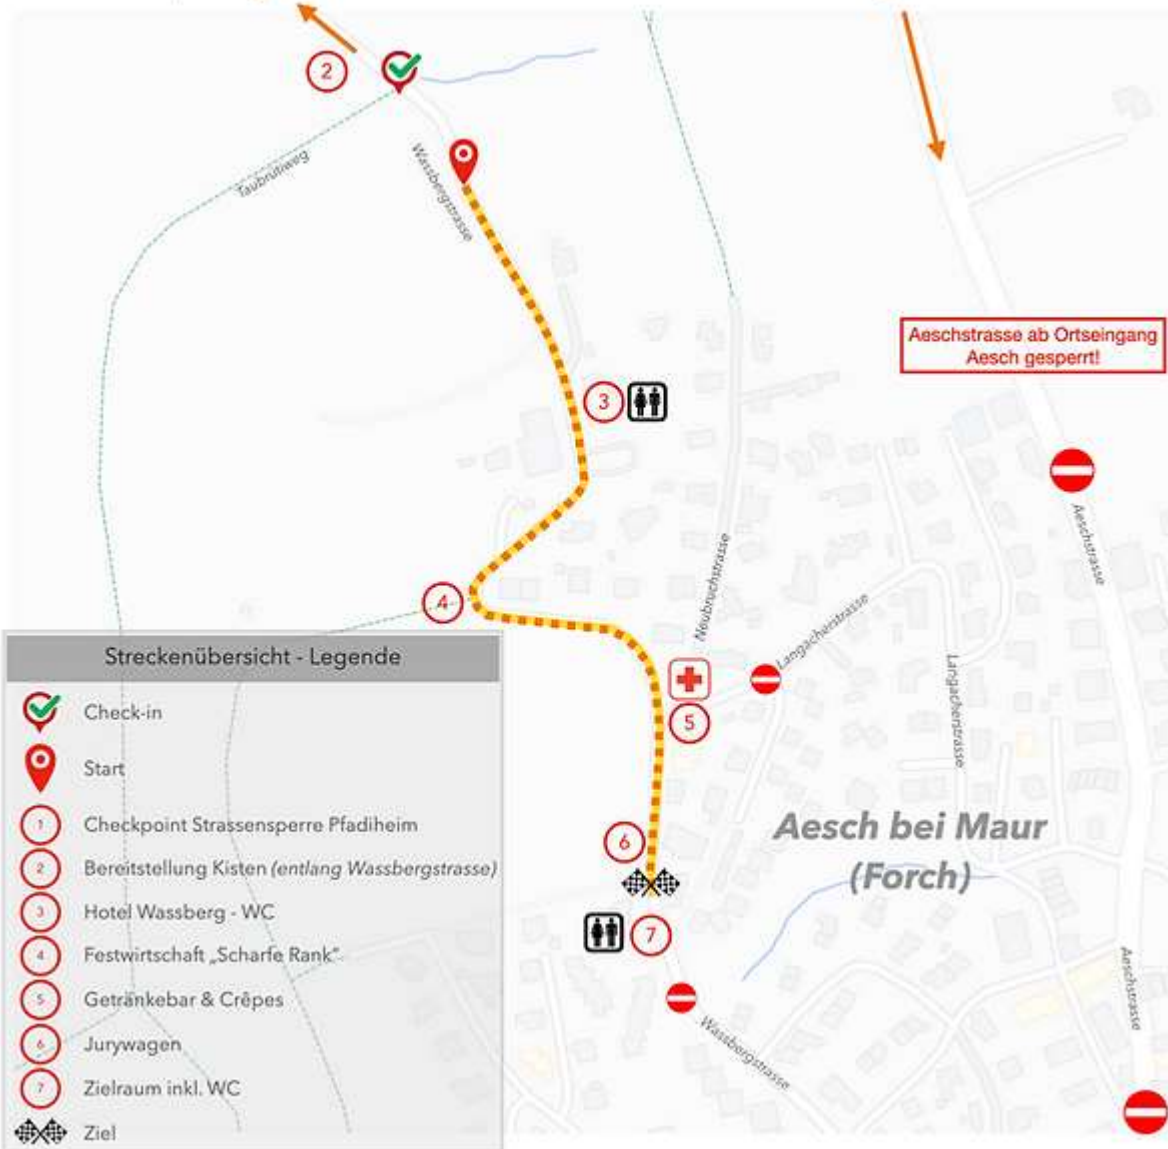 2
Taubrütiweg
Wassbergstrasse
Aeschstrasse ab Ortseingang
Aesch gesperrt!
3
Aeschstrasse
Neubruchstrasse
4
Langacherstrasse
Langacherstrasse
5
6
Aesch bei Maur
(Forch)
7
Wassbergstrasse
Aeschstrasse
Streckenübersicht - Legende
Check-in
Start
1 Checkpoint Strassensperre Pfadiheim
2 Bereitstellung Kisten (entlang Wassbergstrasse)
3 Hotel Wassberg - WC
4 Festwirtschaft „Scharfe Rank“
5 Getränkebar & Crêpes
6 Jurywagen
7 Zielraum inkl. WC
Ziel